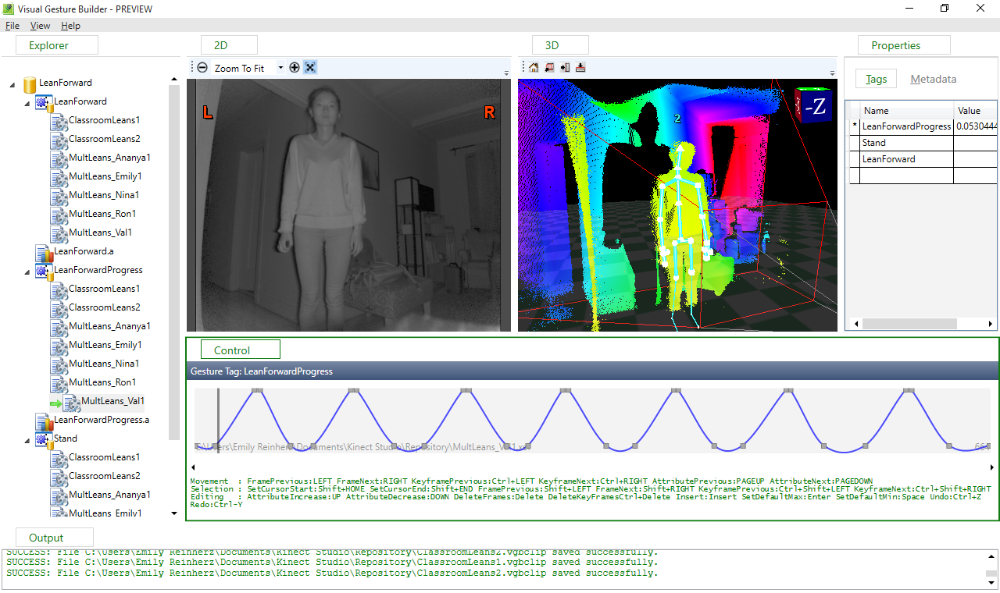 Visual Gesture Builder - PREVIEW
File View Help
Explorer
2D
3D
Properties
Zoom To Fit
Tags Metadata
Name Value
* LeanForwardProgress 0.0530444
Stand
LeanForward
LeanForward
LeanForward
ClassroomLeans1
ClassroomLeans2
MultLeans_Ananya1
MultLeans_Emily1
MultLeans_Nina1
MultLeans_Ron1
MultLeans_Val1
LeanForward.a
LeanForwardProgress
ClassroomLeans1
ClassroomLeans2
MultLeans_Ananya1
MultLeans_Emily1
MultLeans_Nina1
MultLeans_Ron1
MultLeans_Val1
LeanForwardProgress.a
Stand
ClassroomLeans1
ClassroomLeans2
MultLeans_Ananya1
MultLeans_Emily1
L
R
2
-Z
Control
Gesture Tag: LeanForwardProgress
C:\Users\Emily Reinherz\Documents\Kinect Studio\Repository\MultLeans_Val1.xef
Movement : FramePrevious:LEFT FrameNext:RIGHT KeyframePrevious:Ctrl+LEFT KeyframeNext:Ctrl+RIGHT AttributePrevious:PAGEUP AttributeNext:PAGEDOWN
Selection : SetCursorStart:Shift+HOME SetCursorEnd:Shift+END FramePrevious:Shift+LEFT FrameNext:Shift+RIGHT KeyframePrevious:Ctrl+Shift+LEFT KeyframeNext:Ctrl+Shift+RIGHT
Editing : AttributeIncrease:UP AttributeDecrease:DOWN DeleteFrames:Delete DeleteKeyFramesCtrl+Delete Insert:Insert SetDefaultMax:Enter SetDefaultMin:Space Undo:Ctrl+Z
Redo:Ctrl-Y
Output
SUCCESS: File C:\Users\Emily Reinherz\Documents\Kinect Studio\Repository\ClassroomLeans2.vgbclip saved successfully.
SUCCESS: File C:\Users\Emily Reinherz\Documents\Kinect Studio\Repository\ClassroomLeans1.vgbclip saved successfully.
SUCCESS: File C:\Users\Emily Reinherz\Documents\Kinect Studio\Repository\ClassroomLeans2.vgbclip saved successfully.